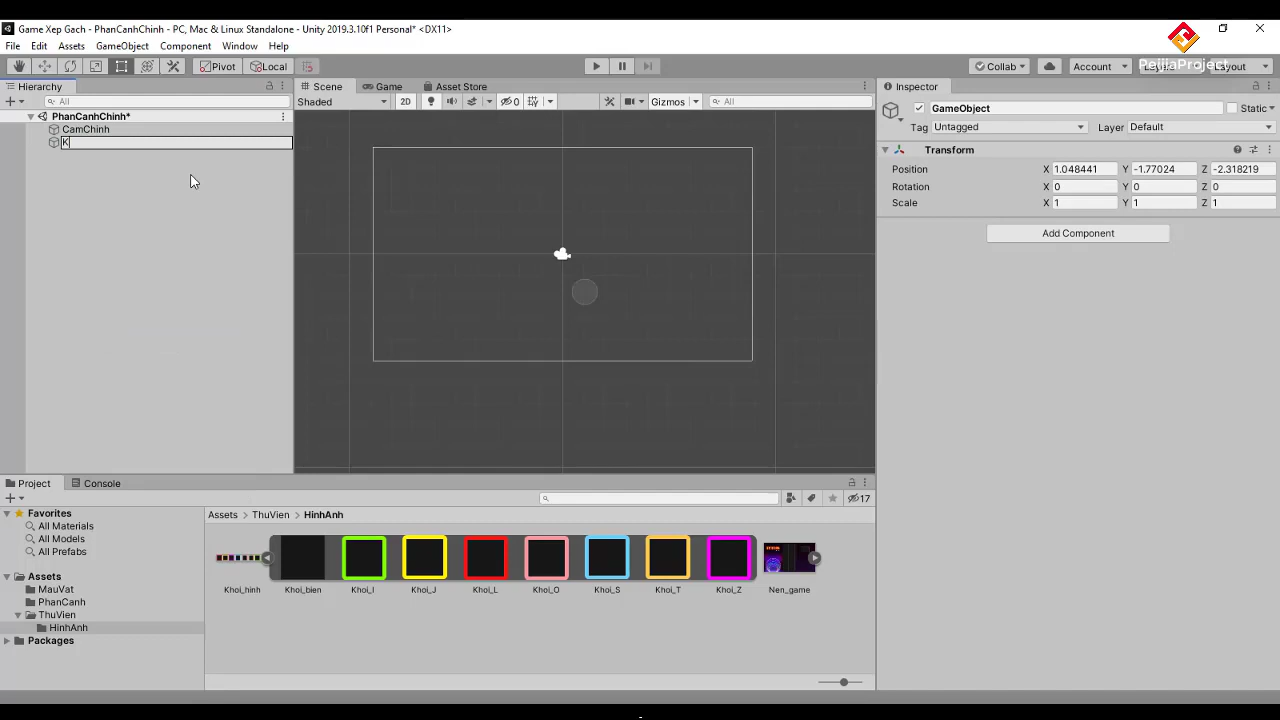 Game Xep Gach - PhanCanhChinh - PC, Mac & Linux Standalone - Unity 2019.3.10f1 Personal* <DX11>
File Edit Assets GameObject Component Window Help
PeijiaProject
Pivot Local Collab Account Layout
Hierarchy
All
PhanCanhChinh*
CamChinh
K
Scene Game Asset Store
Shaded 2D 0 Gizmos All
Inspector
GameObject Static
Tag Untagged Layer Default
Transform
Position X 1.048441 Y -1.77024 Z -2.318219
Rotation X 0 Y 0 Z 0
Scale X 1 Y 1 Z 1
Add Component
Project Console
17
Favorites
All Materials
All Models
All Prefabs
Assets
MauVat
PhanCanh
ThuVien
HinhAnh
Packages
Assets ThuVien HinhAnh
Khoi_hinh Khoi_bien Khoi_I Khoi_J Khoi_L Khoi_O Khoi_S Khoi_T Khoi_Z Nen_game